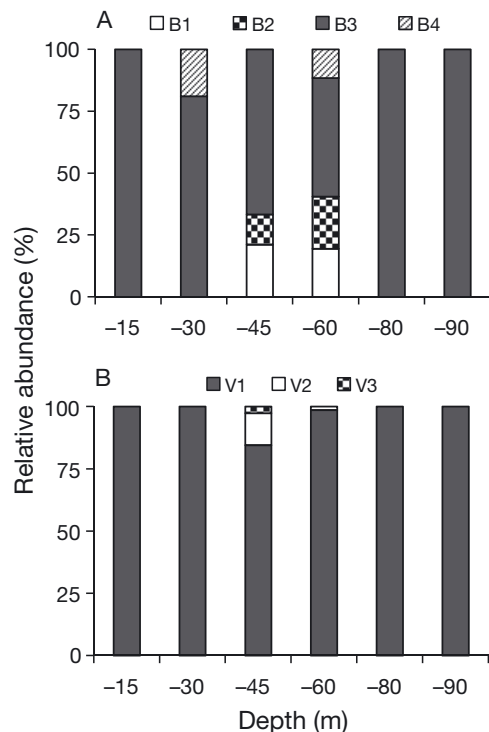 A
B1 B2 B3 B4
100
75
50
25
0
–15 –30 –45 –60 –80 –90
Relative abundance (%)
B
V1 V2 V3
100
75
50
25
0
–15 –30 –45 –60 –80 –90
Depth (m)